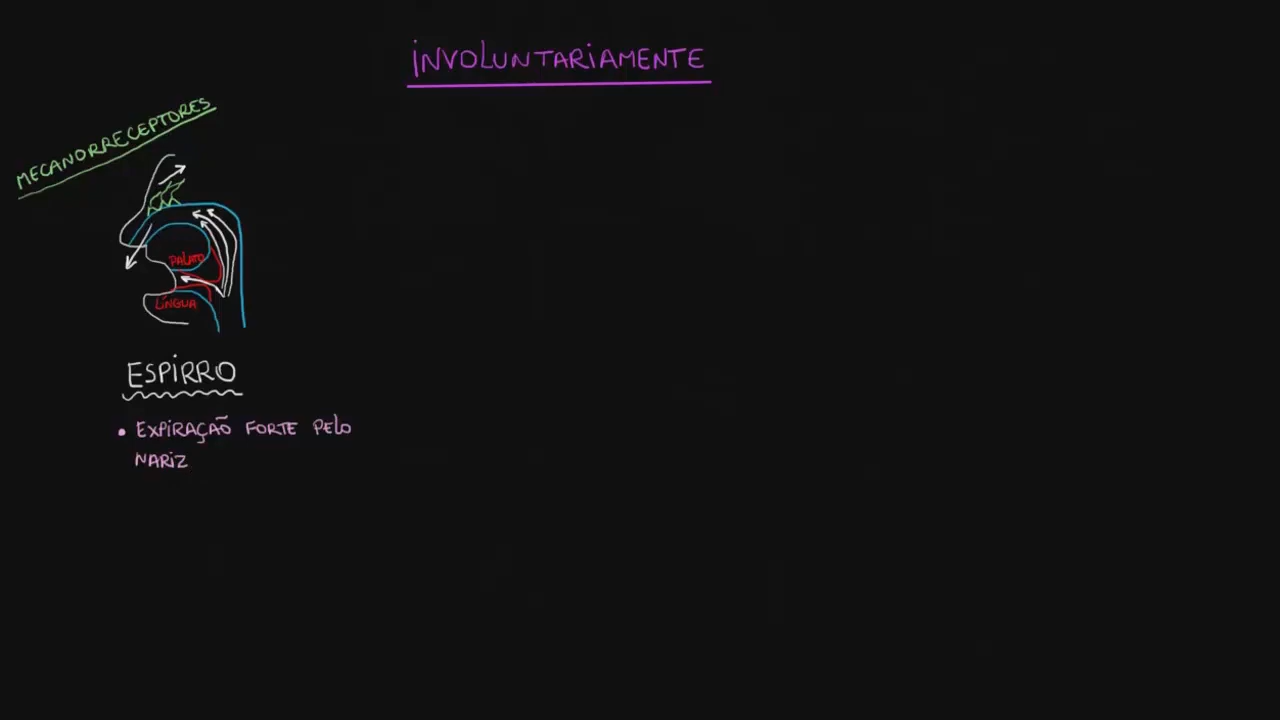 INVOLUNTARIAMENTE
MECANORRECEPTORES
PALATO
LÍNGUA
ESPIRRO
• EXPIRAÇÃO FORTE PELO
NARIZ